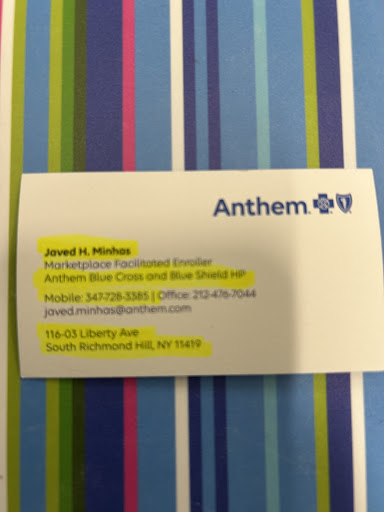 Anthem
Javed H. Minhas
Marketplace Facilitated Enroller
Anthem Blue Cross and Blue Shield HP
Mobile: 347-728-3385 | Office: 212-476-7044
javed.minhas@anthem.com
116-03 Liberty Ave
South Richmond Hill, NY 11419